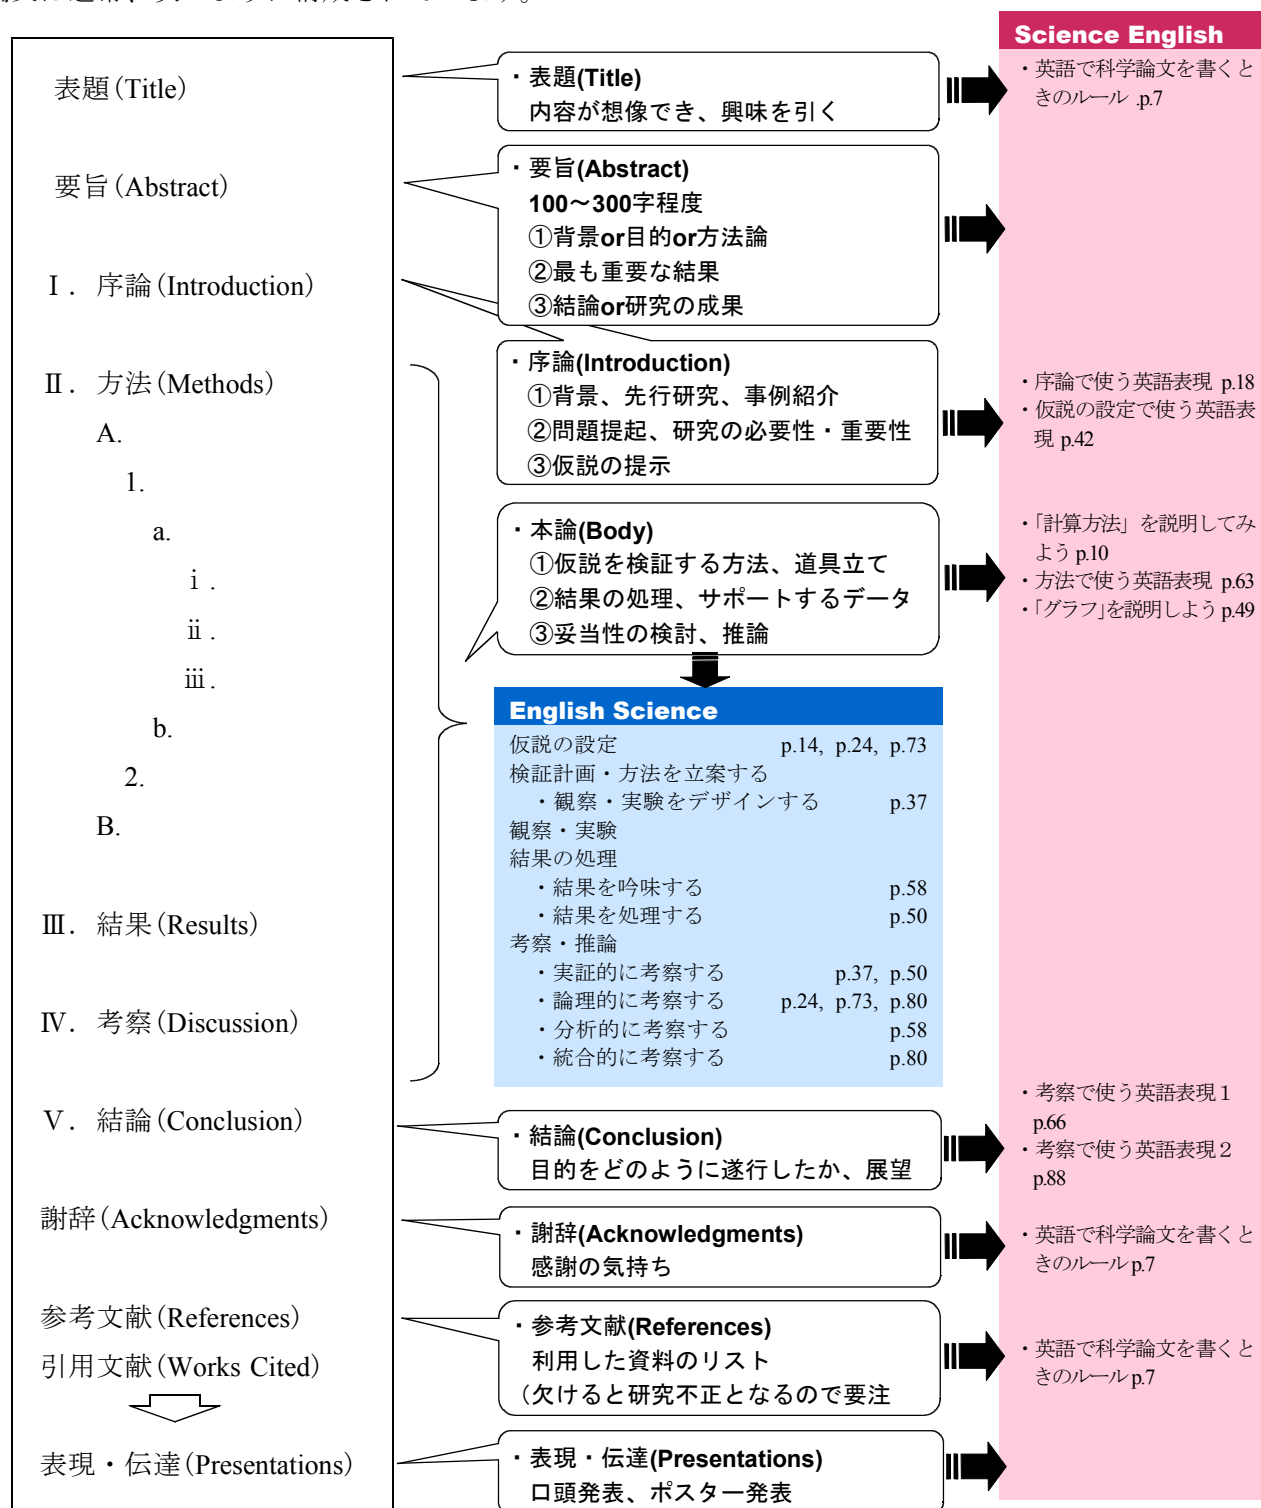 表題(Title)
要旨(Abstract)
Ⅰ. 序論(Introduction)
Ⅱ. 方法(Methods)
A.
1.
a.
ⅰ.
ⅱ.
ⅲ.
b.
2.
B.
Ⅲ. 結果(Results)
Ⅳ. 考察(Discussion)
Ⅴ. 結論(Conclusion)
謝辞(Acknowledgments)
参考文献(References)
引用文献(Works Cited)
表現・伝達(Presentations)
・表題(Title)
内容が想像でき、興味を引く
・要旨(Abstract)
100〜300字程度
①背景or目的or方法論
②最も重要な結果
③結論or研究の成果
・序論(Introduction)
①背景、先行研究、事例紹介
②問題提起、研究の必要性・重要性
③仮説の提示
・本論(Body)
①仮説を検証する方法、道具立て
②結果の処理、サポートするデータ
③妥当性の検討、推論
English Science
仮説の設定 p.14, p.24, p.73
検証計画・方法を立案する
・観察・実験をデザインする p.37
観察・実験
結果の処理
・結果を吟味する p.58
・結果を処理する p.50
考察・推論
・実証的に考察する p.37, p.50
・論理的に考察する p.24, p.73, p.80
・分析的に考察する p.58
・統合的に考察する p.80
・結論(Conclusion)
目的をどのように遂行したか、展望
・謝辞(Acknowledgments)
感謝の気持ち
・参考文献(References)
利用した資料のリスト
(欠けると研究不正となるので要注
・表現・伝達(Presentations)
口頭発表、ポスター発表
Science English
・英語で科学論文を書くと
きのルール .p.7
・序論で使う英語表現 p.18
・仮説の設定で使う英語表
現 p.42
・「計算方法」を説明してみ
よう p.10
・方法で使う英語表現 p.63
・「グラフ」を説明しよう p.49
・考察で使う英語表現１
p.66
・考察で使う英語表現２
p.88
・英語で科学論文を書くと
きのルール p.7
・英語で科学論文を書くと
きのルール p.7